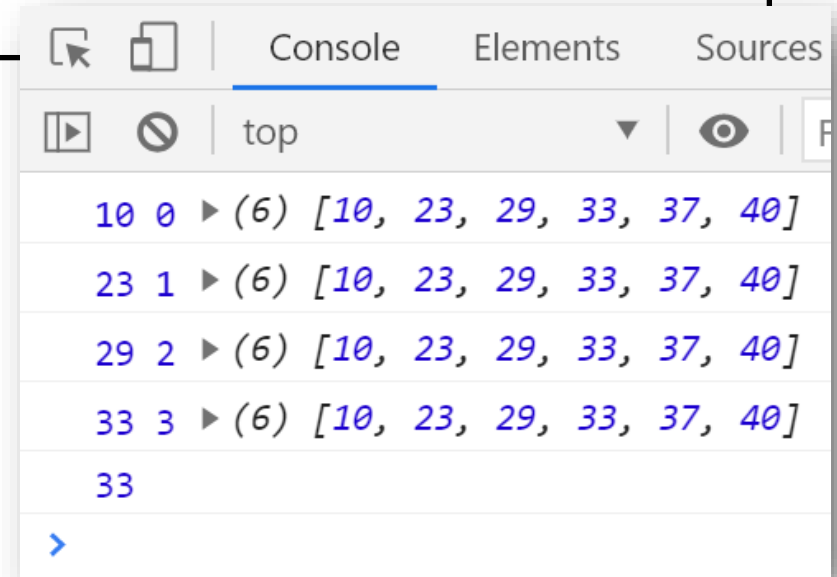 Console Elements Sources
top
10 0 (6) [10, 23, 29, 33, 37, 40]
23 1 (6) [10, 23, 29, 33, 37, 40]
29 2 (6) [10, 23, 29, 33, 37, 40]
33 3 (6) [10, 23, 29, 33, 37, 40]
33